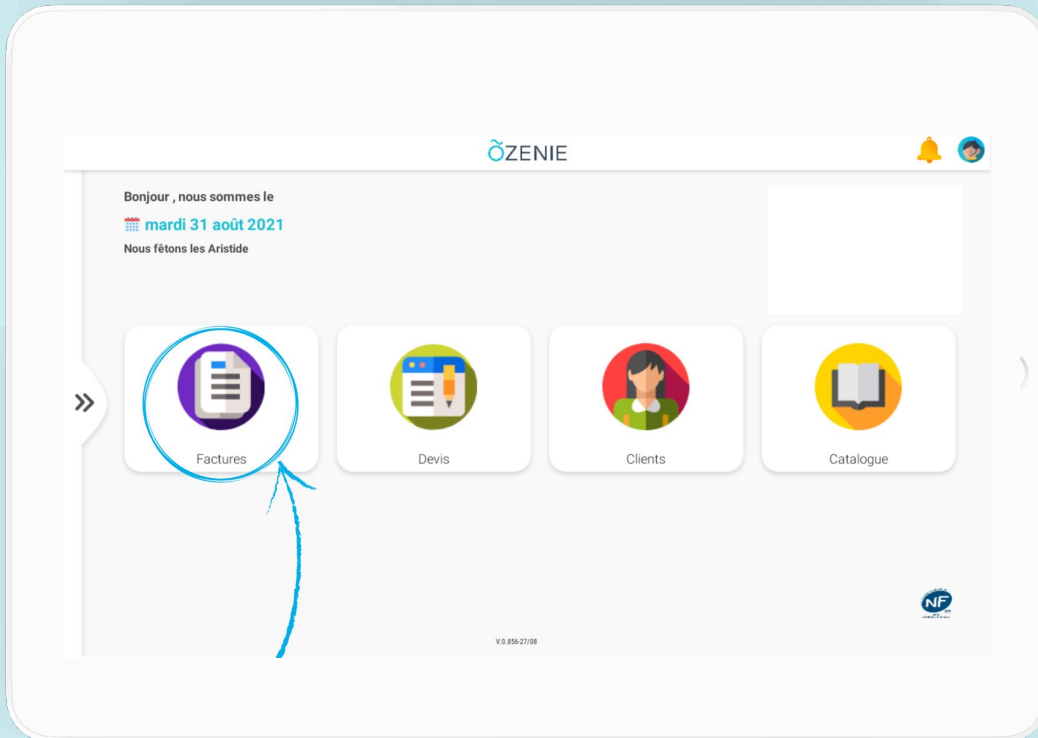 ÕZENIE
Bonjour , nous sommes le
mardi 31 août 2021
Nous fêtons les Aristide
Factures
Devis
Clients
Catalogue
NF
V.0.856-27/08